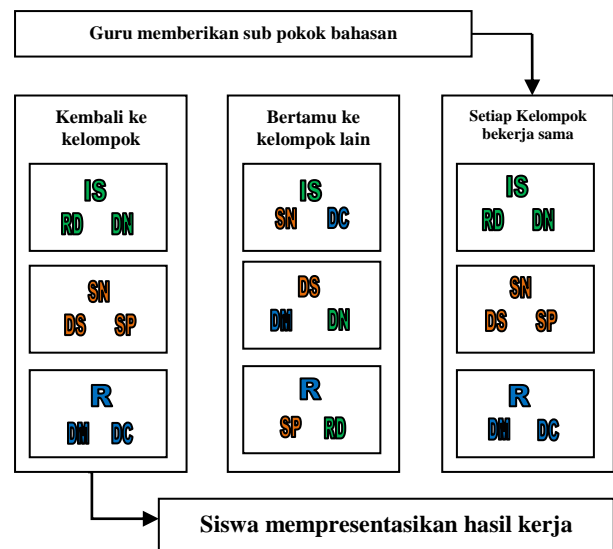 Guru memberikan sub pokok bahasan
Kembali ke
kelompok
IS
RD DN
SN
DS SP
R
DM DC
Bertamu ke
kelompok lain
IS
SN DC
DS
DM DN
R
SP RD
Setiap Kelompok
bekerja sama
IS
RD DN
SN
DS SP
R
DM DC
Siswa mempresentasikan hasil kerja